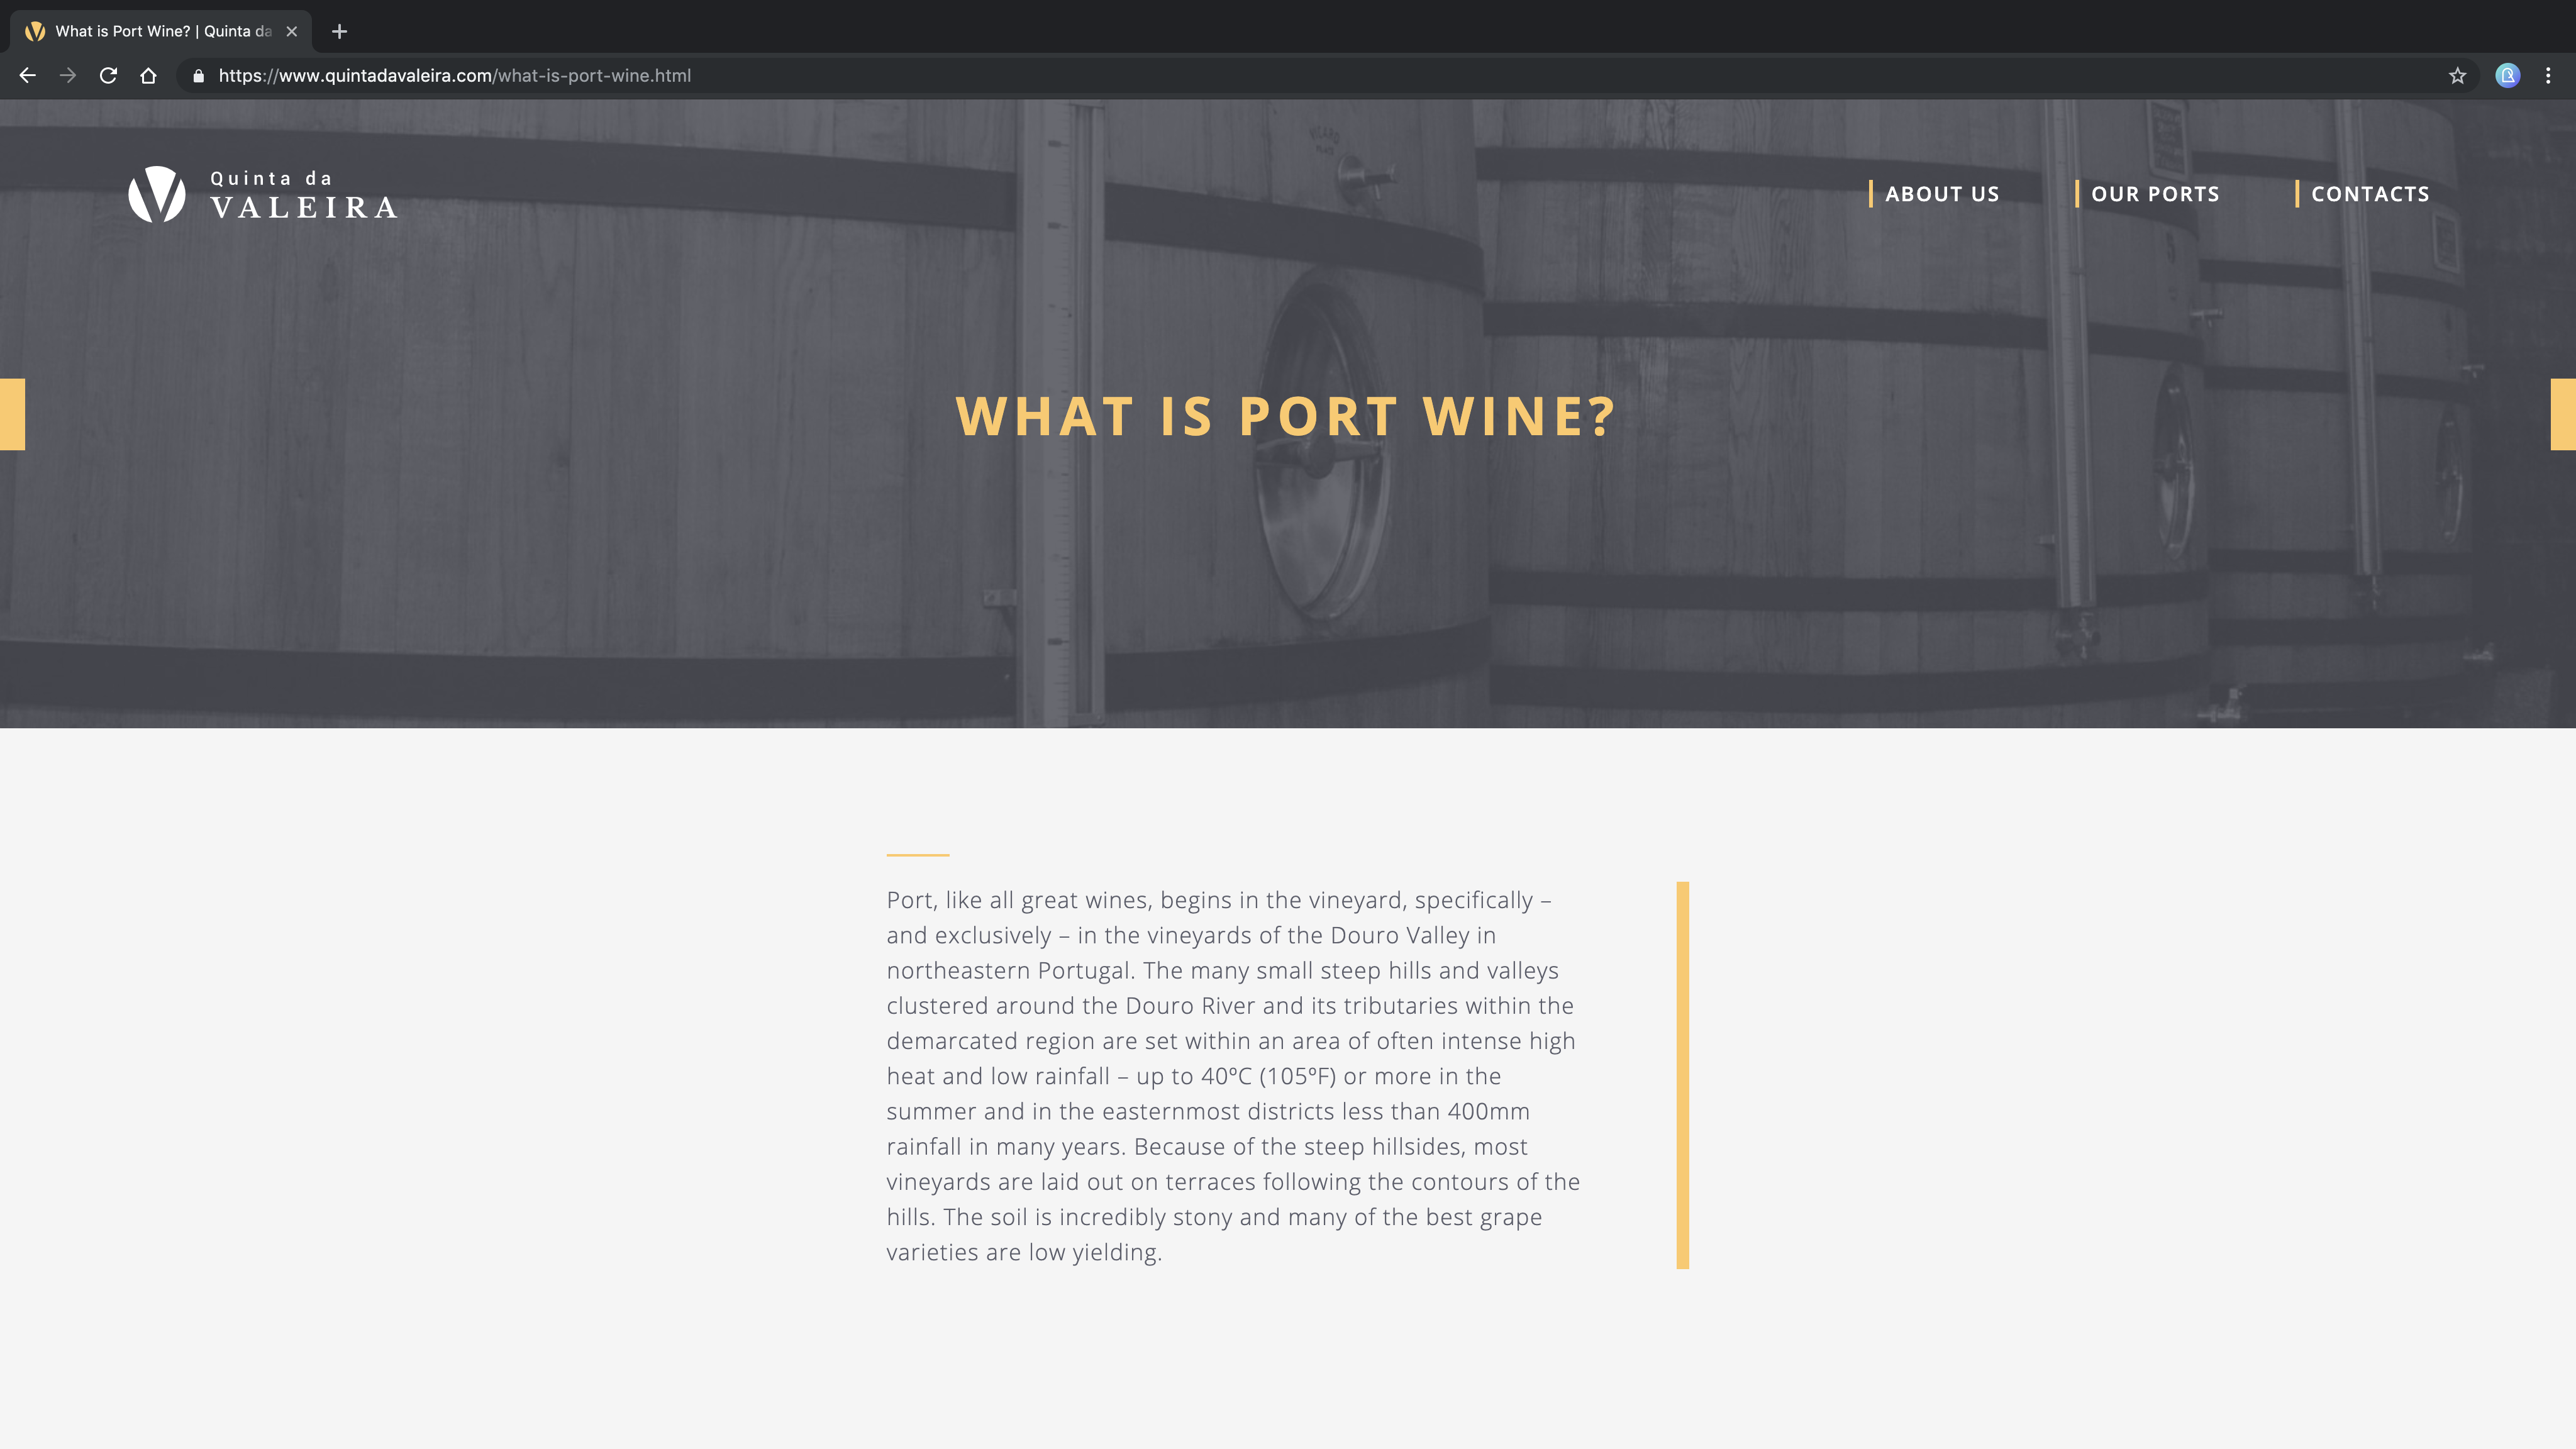 What is Port Wine? | Quinta da
https://www.quintadavaleira.com/what-is-port-wine.html
Quinta da
VALEIRA
ABOUT US
OUR PORTS
CONTACTS
WHAT IS PORT WINE?
Port, like all great wines, begins in the vineyard, specifically –
and exclusively – in the vineyards of the Douro Valley in
northeastern Portugal. The many small steep hills and valleys
clustered around the Douro River and its tributaries within the
demarcated region are set within an area of often intense high
heat and low rainfall – up to 40ºC (105ºF) or more in the
summer and in the easternmost districts less than 400mm
rainfall in many years. Because of the steep hillsides, most
vineyards are laid out on terraces following the contours of the
hills. The soil is incredibly stony and many of the best grape
varieties are low yielding.